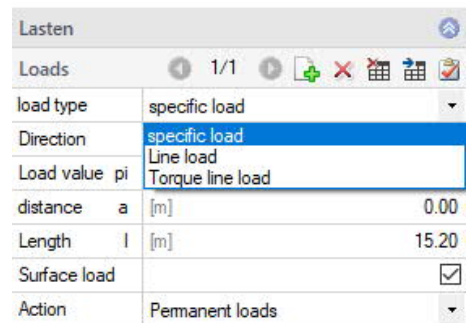 Lasten
Loads 1/1
load type specific load
Direction specific load
Line load
Load value pi Torque line load
distance a [m] 0.00
Length l [m] 15.20
Surface load
Action Permanent loads